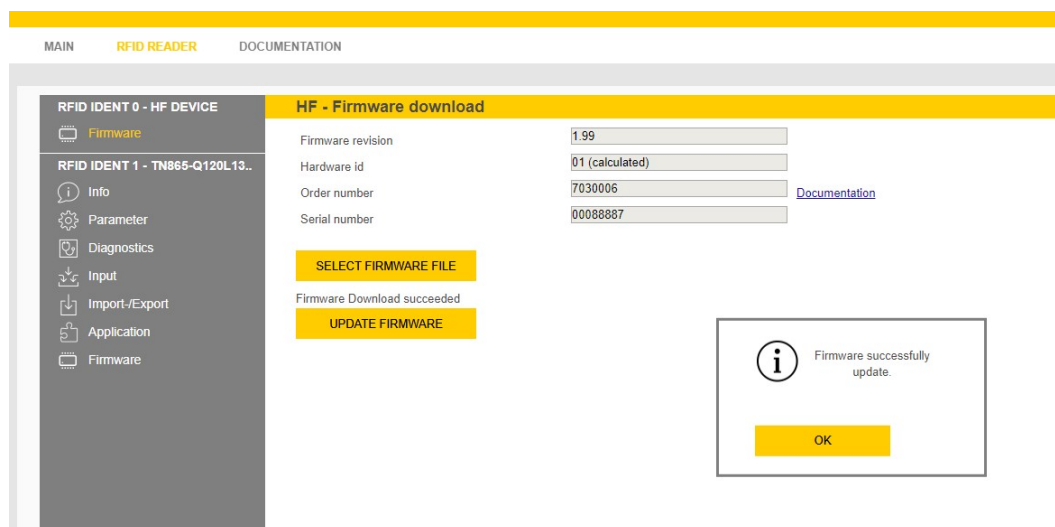 MAIN RFID READER DOCUMENTATION
RFID IDENT 0 - HF DEVICE
Firmware
RFID IDENT 1 - TN865-Q120L13..
Info
Parameter
Diagnostics
Input
Import-/Export
Application
Firmware
HF - Firmware download
Firmware revision 1.99
Hardware id 01 (calculated)
Order number 7030006 Documentation
Serial number 00088887
SELECT FIRMWARE FILE
Firmware Download succeeded
UPDATE FIRMWARE
Firmware successfully
update.
OK